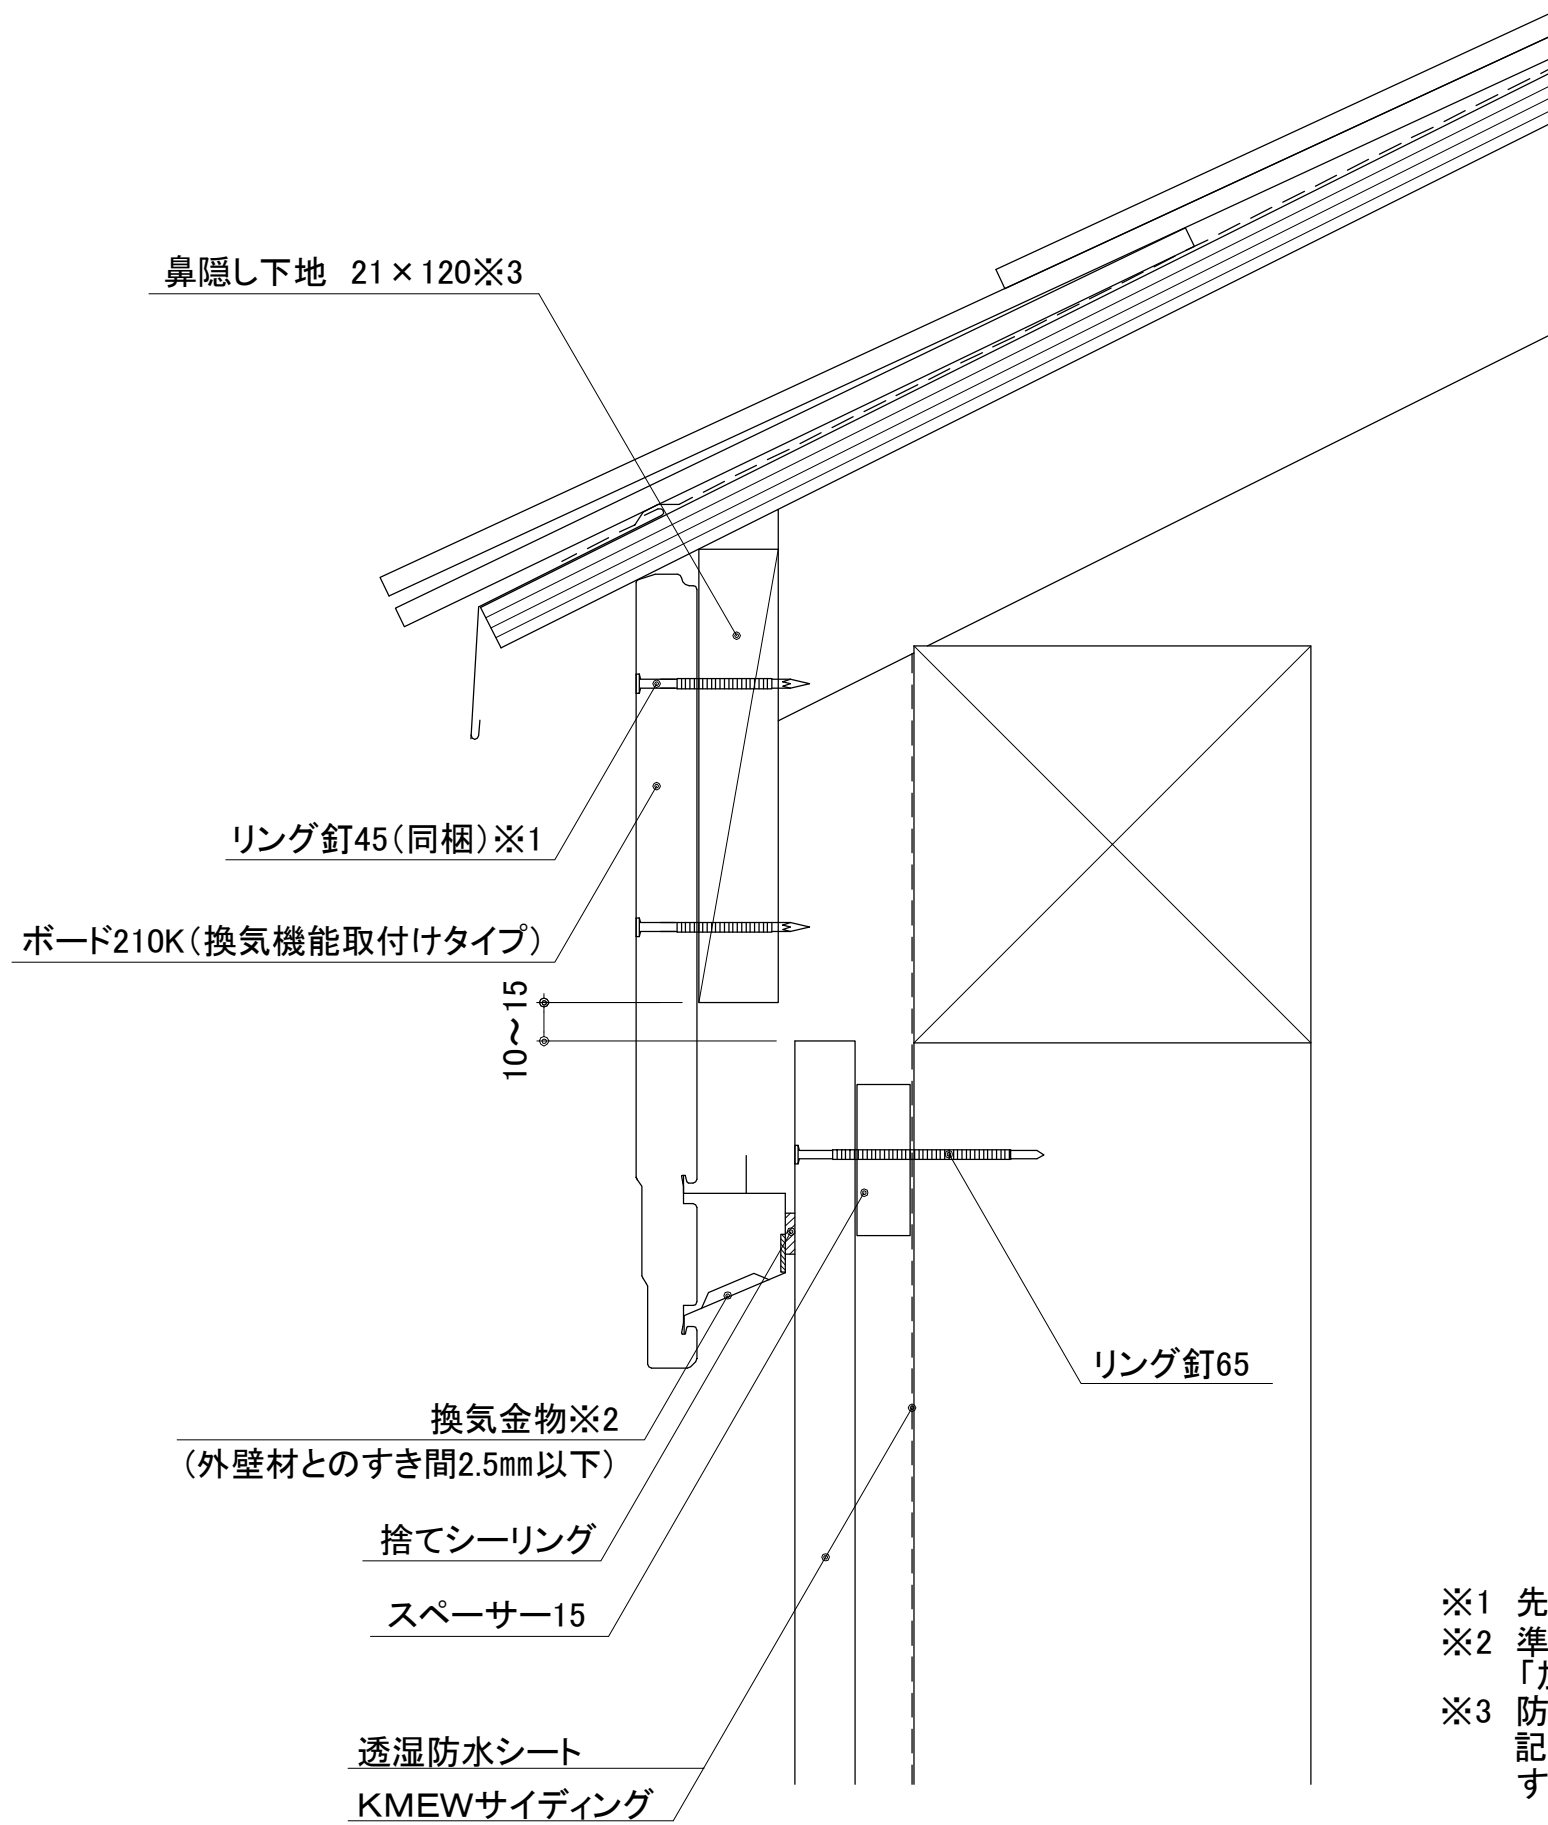 鼻隠し下地　21×120※3
リング釘45(同梱)※1
ボード210K(換気機能取付けタイプ)
10～15
リング釘65
換気金物※2
(外壁材とのすき間2.5㎜以下)
捨てシーリング
スペーサー15
透湿防水シート
KMEWサイディング
※1　先
※2　準
「
※3　防
記
す